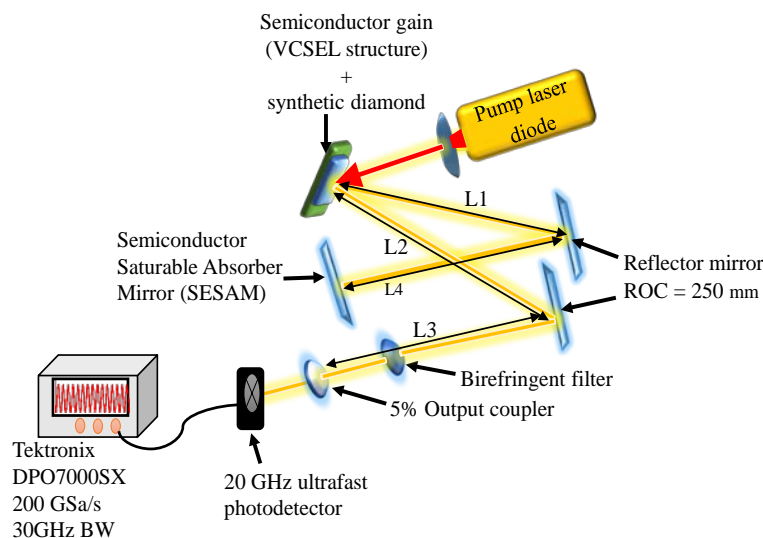 Semiconductor gain
(VCSEL structure)
+
synthetic diamond
Pump laser
diode
L1
L2
L4
L3
Semiconductor
Saturable Absorber
Mirror (SESAM)
Reflector mirror
ROC = 250 mm
Birefringent filter
5% Output coupler
20 GHz ultrafast
photodetector
Tektronix
DPO7000SX
200 GSa/s
30GHz BW